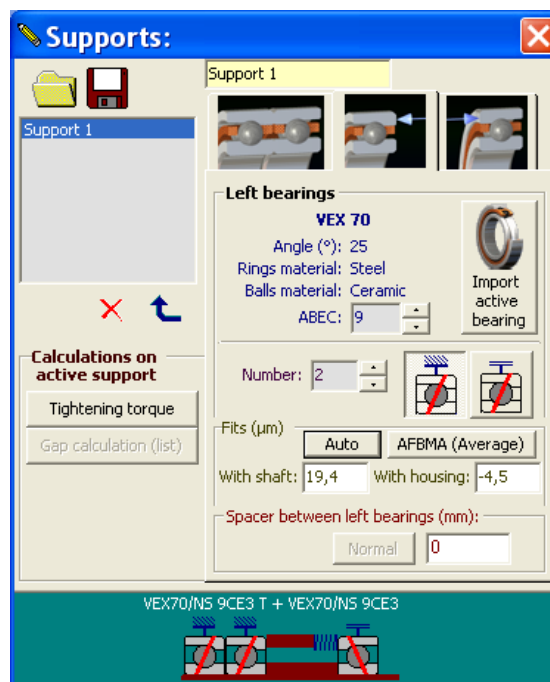 Supports:
Support 1
Support 1
Left bearings
VEX 70
Angle (°): 25
Rings material: Steel
Balls material: Ceramic
ABEC: 9
Import
active
bearing
Number: 2
Calculations on
active support
Tightening torque
Gap calculation (list)
Fits (µm)
Auto
AFBMA (Average)
With shaft: 19,4 With housing: -4,5
Spacer between left bearings (mm):
Normal 0
VEX70/NS 9CE3 T + VEX70/NS 9CE3